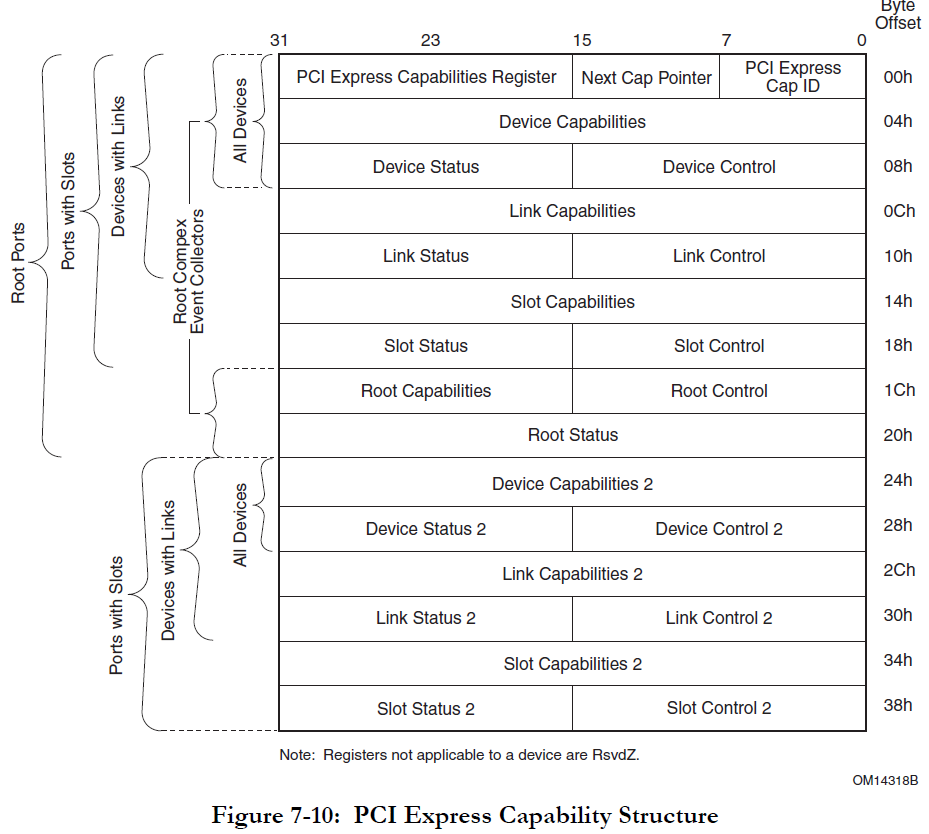 Byte
Offset
31 23 15 7 0
PCI Express Capabilities Register Next Cap Pointer PCI Express
Cap ID 00h
Device Capabilities 04h
Device Status Device Control 08h
Link Capabilities 0Ch
Link Status Link Control 10h
Slot Capabilities 14h
Slot Status Slot Control 18h
Root Capabilities Root Control 1Ch
Root Status 20h
Device Capabilities 2 24h
Device Status 2 Device Control 2 28h
Link Capabilities 2 2Ch
Link Status 2 Link Control 2 30h
Slot Capabilities 2 34h
Slot Status 2 Slot Control 2 38h
Root Ports
Ports with Slots
Devices with Links
Root Compex
Event Collectors
All Devices
Ports with Slots
Devices with Links
All Devices
Note: Registers not applicable to a device are RsvdZ.
OM14318B
Figure 7-10: PCI Express Capability Structure